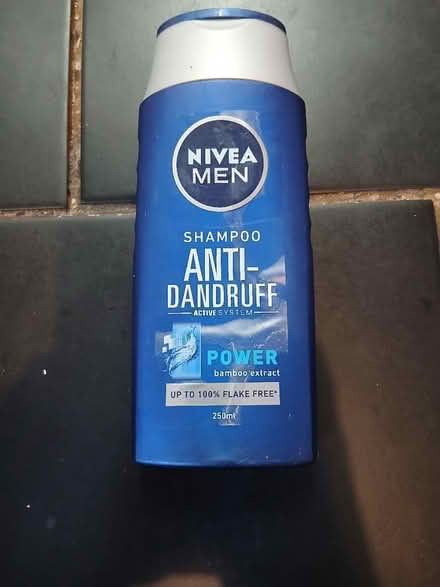 NIVEA
MEN
SHAMPOO
ANTI-
DANDRUFF
ACTIVE SYSTEM
POWER
bamboo extract
UP TO 100% FLAKE FREE*
250ml